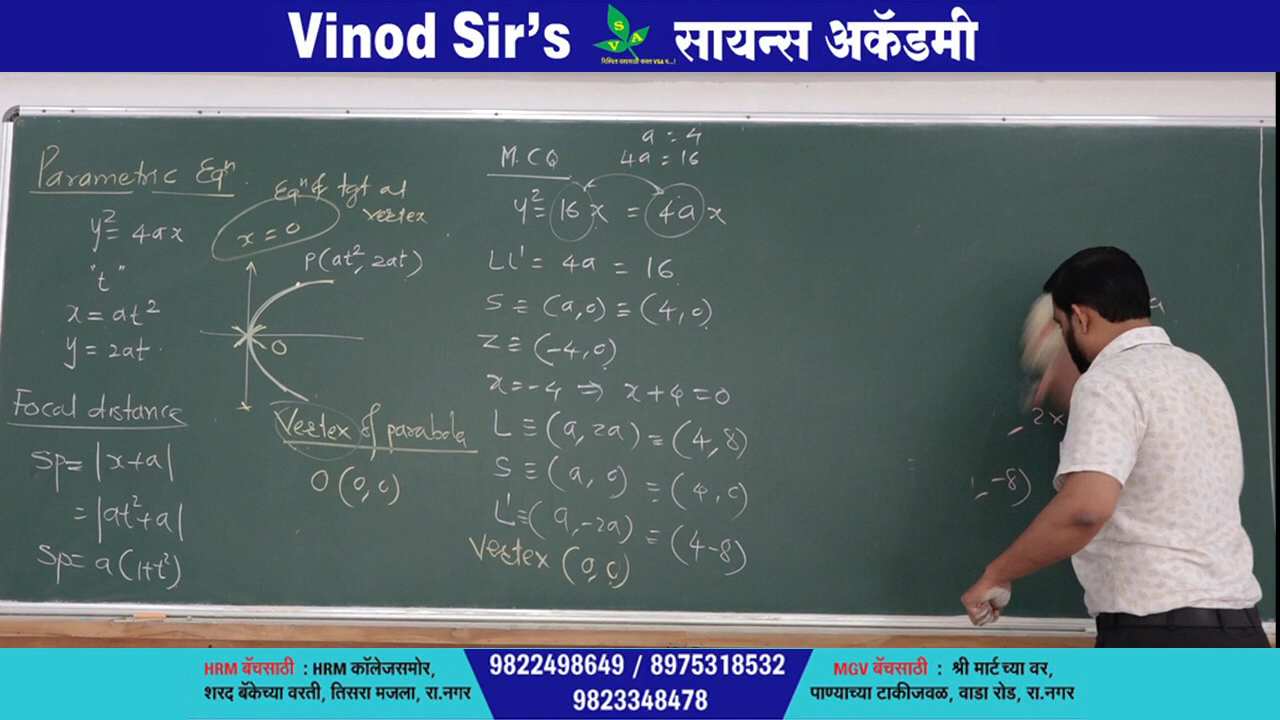 Vinod Sir's SVA सायन्स अकॅडमी
Parametric Eqⁿ
y² = 4ax
"t"
x = at²
y = 2at
Focal distance
SP = |x+a|
= |at²+a|
SP = a(1+t²)
Eqⁿ of tgt at
vertex
x = 0
P(at², 2at)
O
Vertex of parabola
O(0,0)
M.C.Q
a = 4
4a = 16
y² = 16x = 4ax
LL' = 4a = 16
S ≡ (a,0) ≡ (4,0)
Z ≡ (-4,0)
x = -4 ⇒ x+4=0
L ≡ (a,2a) ≡ (4,8)
S ≡ (a,0) ≡ (4,0)
L' ≡ (a,-2a) ≡ (4-8)
Vertex (0,0)
a
2x
, -8)
HRM बॅचसाठी : HRM कॉलेजसमोर,
शरद बँकेच्या वरती, तिसरा मजला, रा.नगर
9822498649 / 8975318532
9823348478
MGV बॅचसाठी : श्री मार्टच्या वर,
पाण्याच्या टाकीजवळ, वाडा रोड, रा.नगर